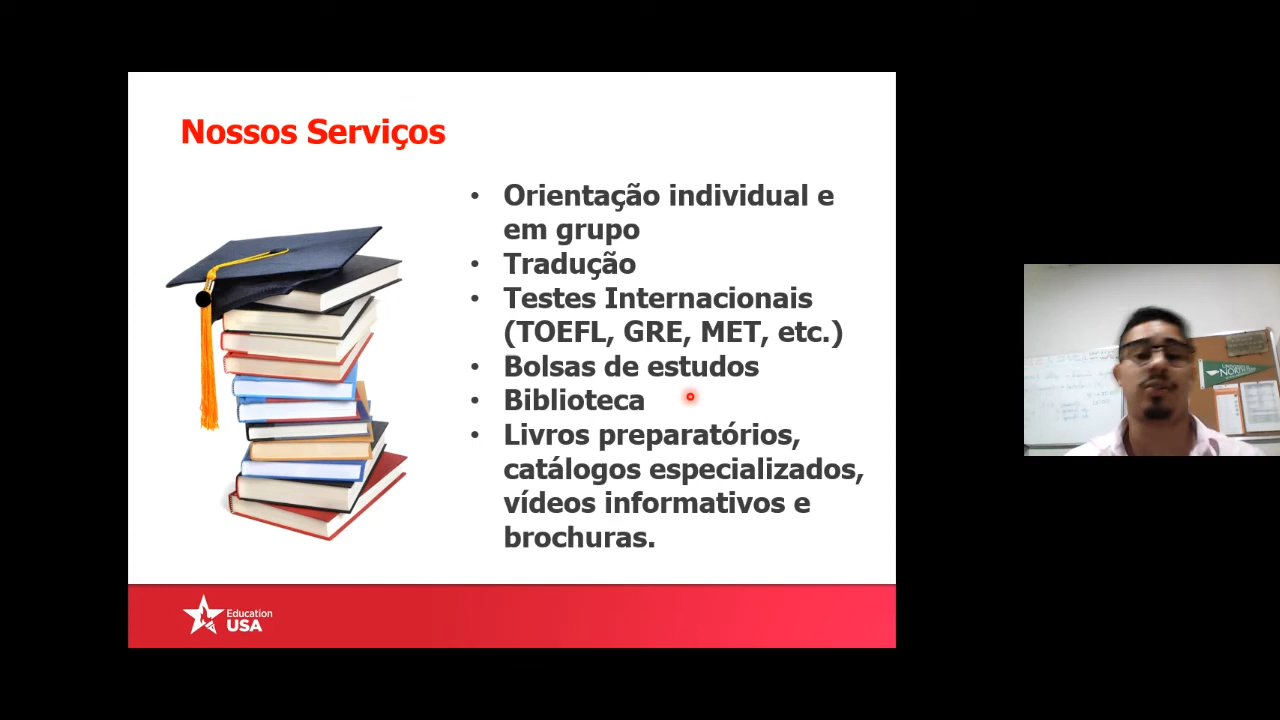 Nossos Serviços
• Orientação individual e
em grupo
• Tradução
• Testes Internacionais
(TOEFL, GRE, MET, etc.)
• Bolsas de estudos
• Biblioteca
• Livros preparatórios,
catálogos especializados,
vídeos informativos e
brochuras.
Education
USA